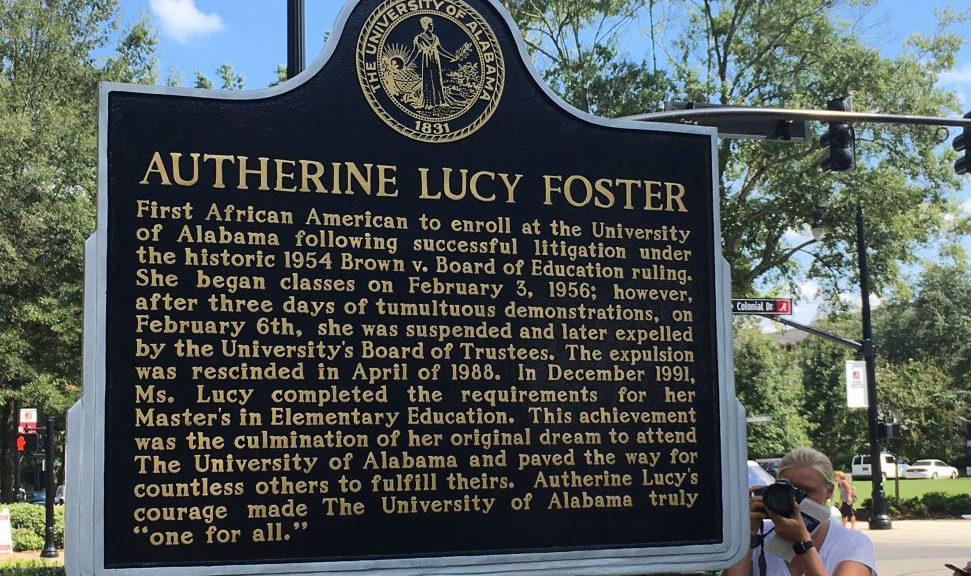 THE UNIVERSITY OF ALABAMA
1831
AUTHERINE LUCY FOSTER
First African American to enroll at the University
of Alabama following successful litigation under
the historic 1954 Brown v. Board of Education ruling.
She began classes on February 3, 1956; however,
after three days of tumultuous demonstrations, on
February 6th, she was suspended and later expelled
by the University's Board of Trustees. The expulsion
was rescinded in April of 1988. In December 1991,
Ms. Lucy completed the requirements for her
Master's in Elementary Education. This achievement
was the culmination of her original dream to attend
The University of Alabama and paved the way for
countless others to fulfill theirs. Autherine Lucy's
courage made The University of Alabama truly
“one for all.”
Colonial Dr